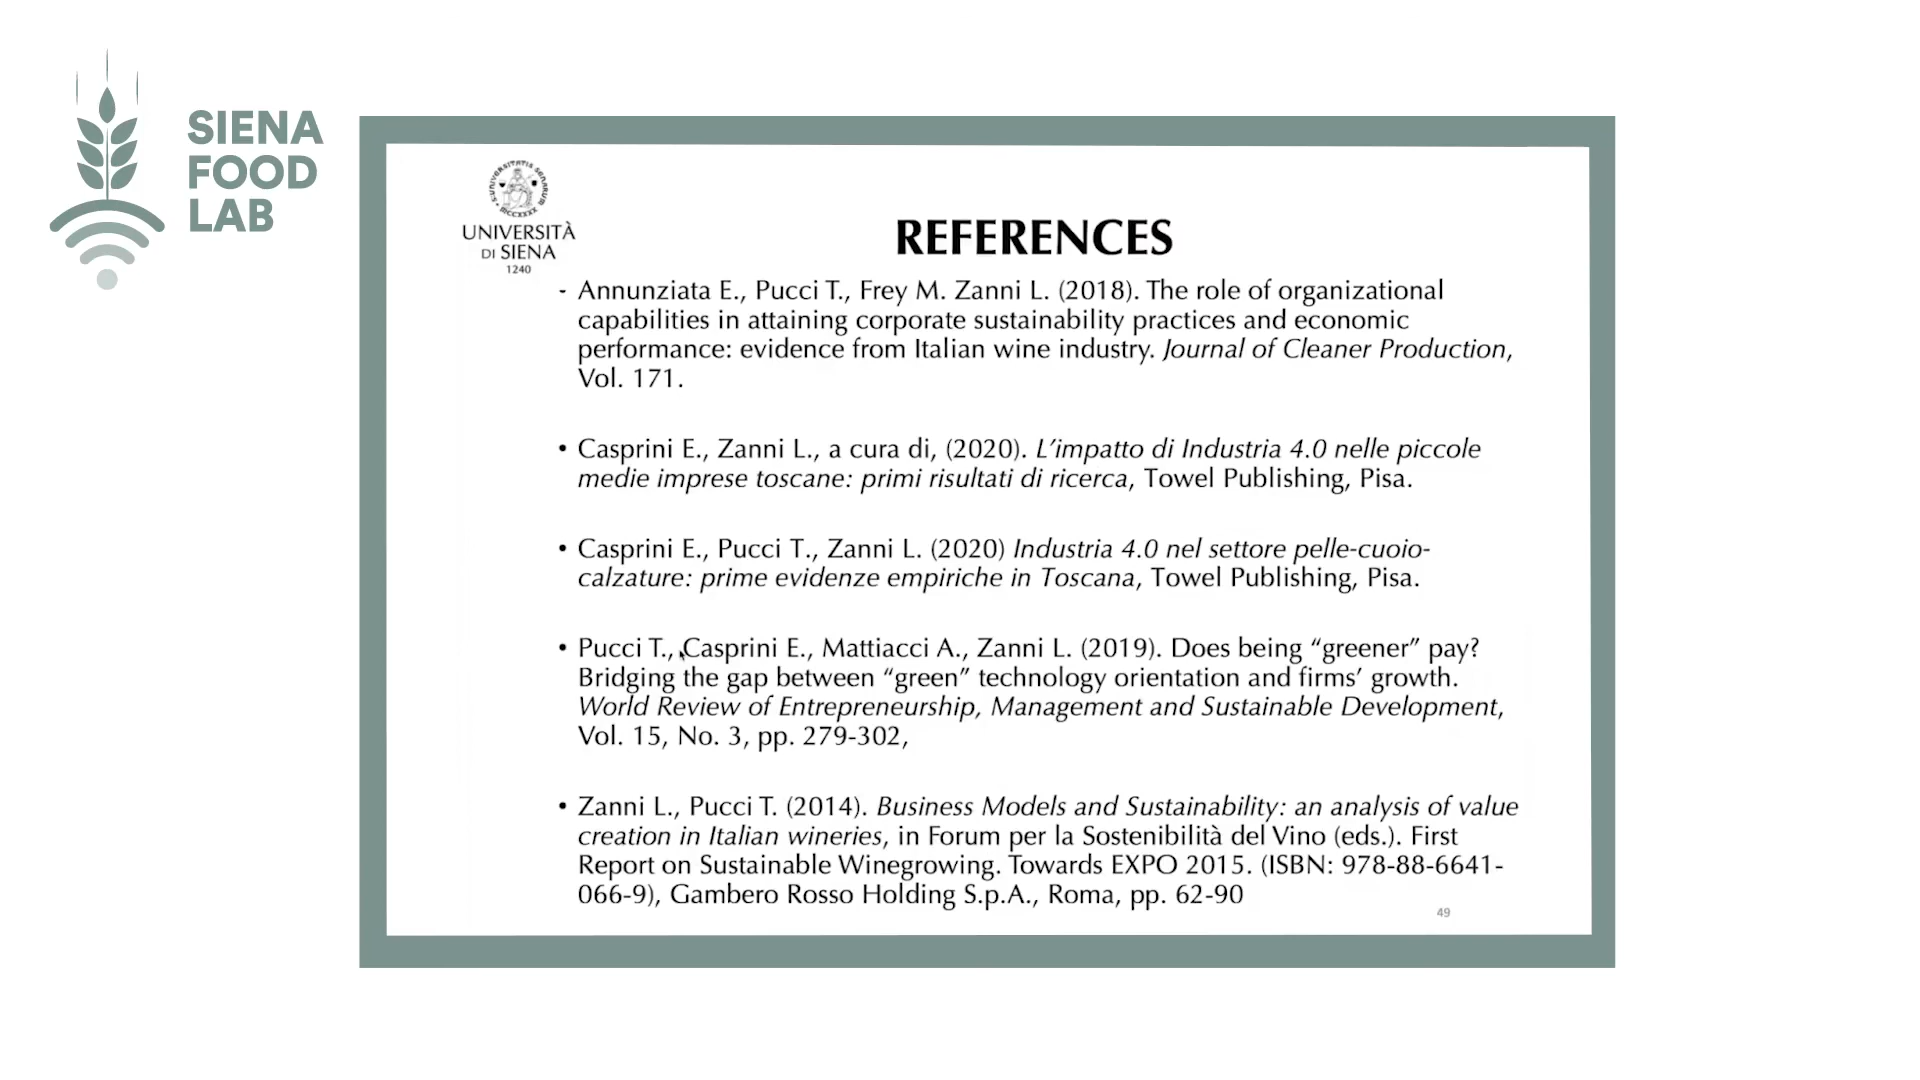 SIENA
FOOD
LAB
UNIVERSITÀ
DI SIENA
1240
REFERENCES
- Annunziata E., Pucci T., Frey M. Zanni L. (2018). The role of organizational
capabilities in attaining corporate sustainability practices and economic
performance: evidence from Italian wine industry. Journal of Cleaner Production,
Vol. 171.
• Casprini E., Zanni L., a cura di, (2020). L’impatto di Industria 4.0 nelle piccole
medie imprese toscane: primi risultati di ricerca, Towel Publishing, Pisa.
• Casprini E., Pucci T., Zanni L. (2020) Industria 4.0 nel settore pelle-cuoio-
calzature: prime evidenze empiriche in Toscana, Towel Publishing, Pisa.
• Pucci T., Casprini E., Mattiacci A., Zanni L. (2019). Does being “greener” pay?
Bridging the gap between “green” technology orientation and firms’ growth.
World Review of Entrepreneurship, Management and Sustainable Development,
Vol. 15, No. 3, pp. 279-302,
• Zanni L., Pucci T. (2014). Business Models and Sustainability: an analysis of value
creation in Italian wineries, in Forum per la Sostenibilità del Vino (eds.). First
Report on Sustainable Winegrowing. Towards EXPO 2015. (ISBN: 978-88-6641-
066-9), Gambero Rosso Holding S.p.A., Roma, pp. 62-90
49